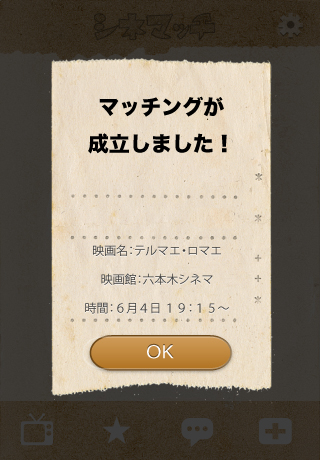 シネマッチ
マッチングが
成立しました！
映画名：テルマエ・ロマエ
映画館：六本木シネマ
時間：６月４日１９：１５〜
OK